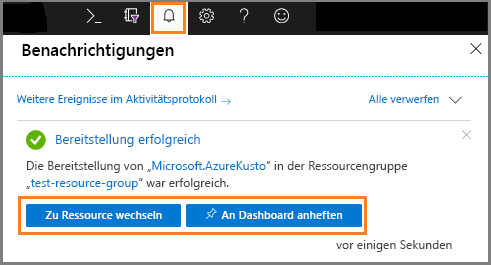 Benachrichtigungen
Weitere Ereignisse im Aktivitätsprotokoll →
Alle verwerfen
Bereitstellung erfolgreich
Die Bereitstellung von „Microsoft.AzureKusto“ in der Ressourcengruppe
„test-resource-group“ war erfolgreich.
Zu Ressource wechseln
An Dashboard anheften
vor einigen Sekunden